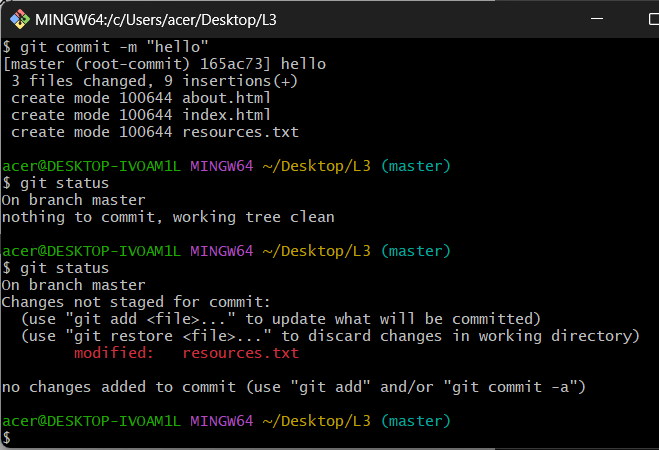 MINGW64:/c/Users/acer/Desktop/L3
$ git commit -m "hello"
[master (root-commit) 165ac73] hello
 3 files changed, 9 insertions(+)
 create mode 100644 about.html
 create mode 100644 index.html
 create mode 100644 resources.txt
acer@DESKTOP-IVOAM1L MINGW64 ~/Desktop/L3 (master)
$ git status
On branch master
nothing to commit, working tree clean
acer@DESKTOP-IVOAM1L MINGW64 ~/Desktop/L3 (master)
$ git status
On branch master
Changes not staged for commit:
  (use "git add <file>..." to update what will be committed)
  (use "git restore <file>..." to discard changes in working directory)
        modified:   resources.txt
no changes added to commit (use "git add" and/or "git commit -a")
acer@DESKTOP-IVOAM1L MINGW64 ~/Desktop/L3 (master)
$